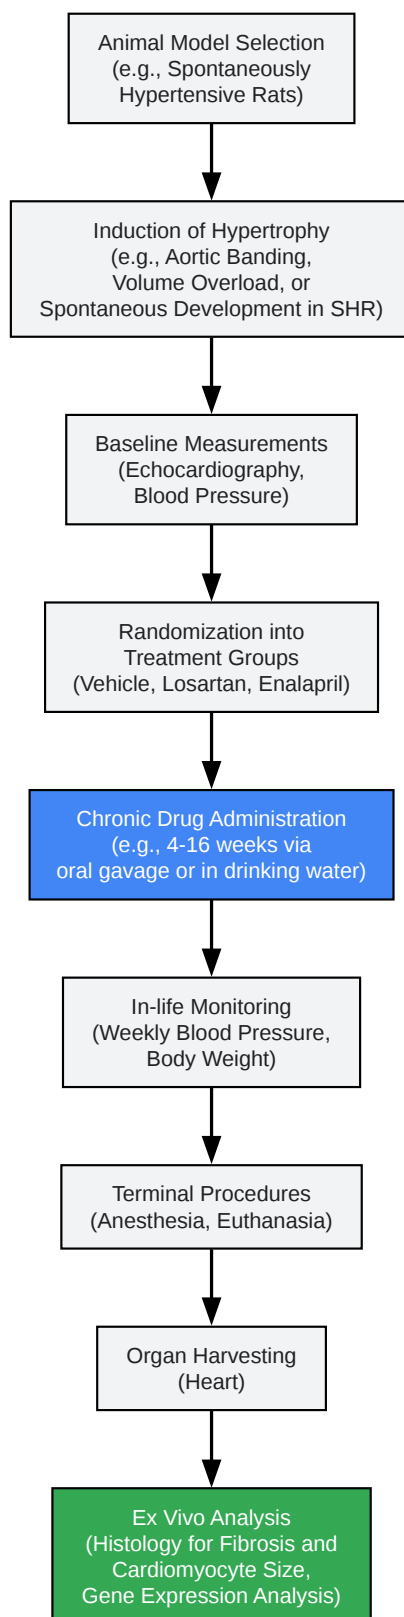 Animal Model Selection
(e.g., Spontaneously
Hypertensive Rats)
Induction of Hypertrophy
(e.g., Aortic Banding,
Volume Overload, or
Spontaneous Development in SHR)
Baseline Measurements
(Echocardiography,
Blood Pressure)
Randomization into
Treatment Groups
(Vehicle, Losartan, Enalapril)
Chronic Drug Administration
(e.g., 4-16 weeks via
oral gavage or in drinking water)
In-life Monitoring
(Weekly Blood Pressure,
Body Weight)
Terminal Procedures
(Anesthesia, Euthanasia)
Organ Harvesting
(Heart)
Ex Vivo Analysis
(Histology for Fibrosis and
Cardiomyocyte Size,
Gene Expression Analysis)